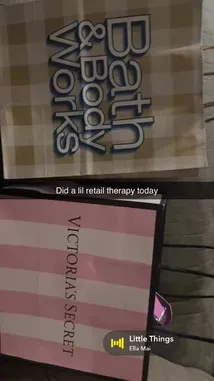 Bath
& Body
Works
Did a lil retail therapy today
VICTORIA'S SECRET
Little Things
Ella Mai